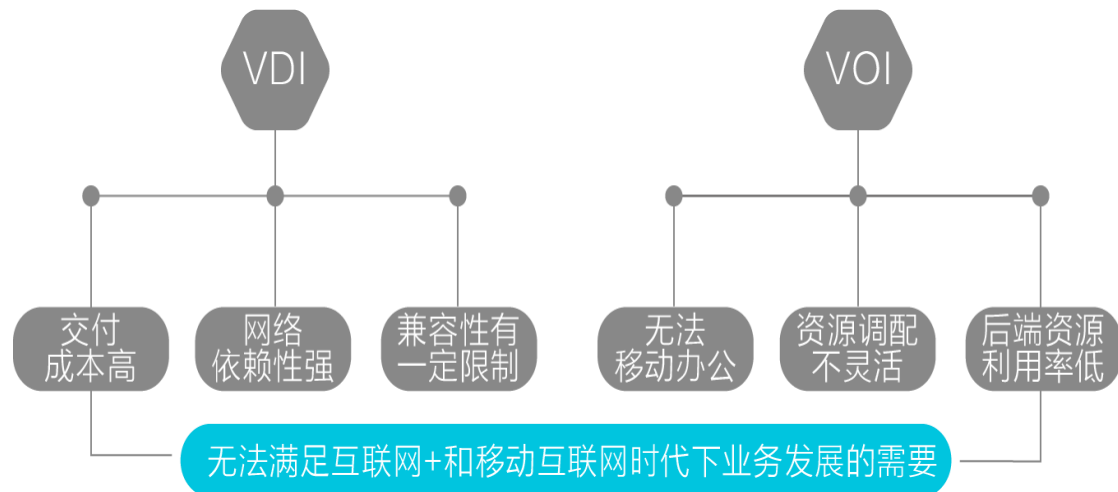 VDI
VOI
交付
成本高
网络
依赖性强
兼容性有
一定限制
无法
移动办公
资源调配
不灵活
后端资源
利用率低
无法满足互联网+和移动互联网时代下业务发展的需要